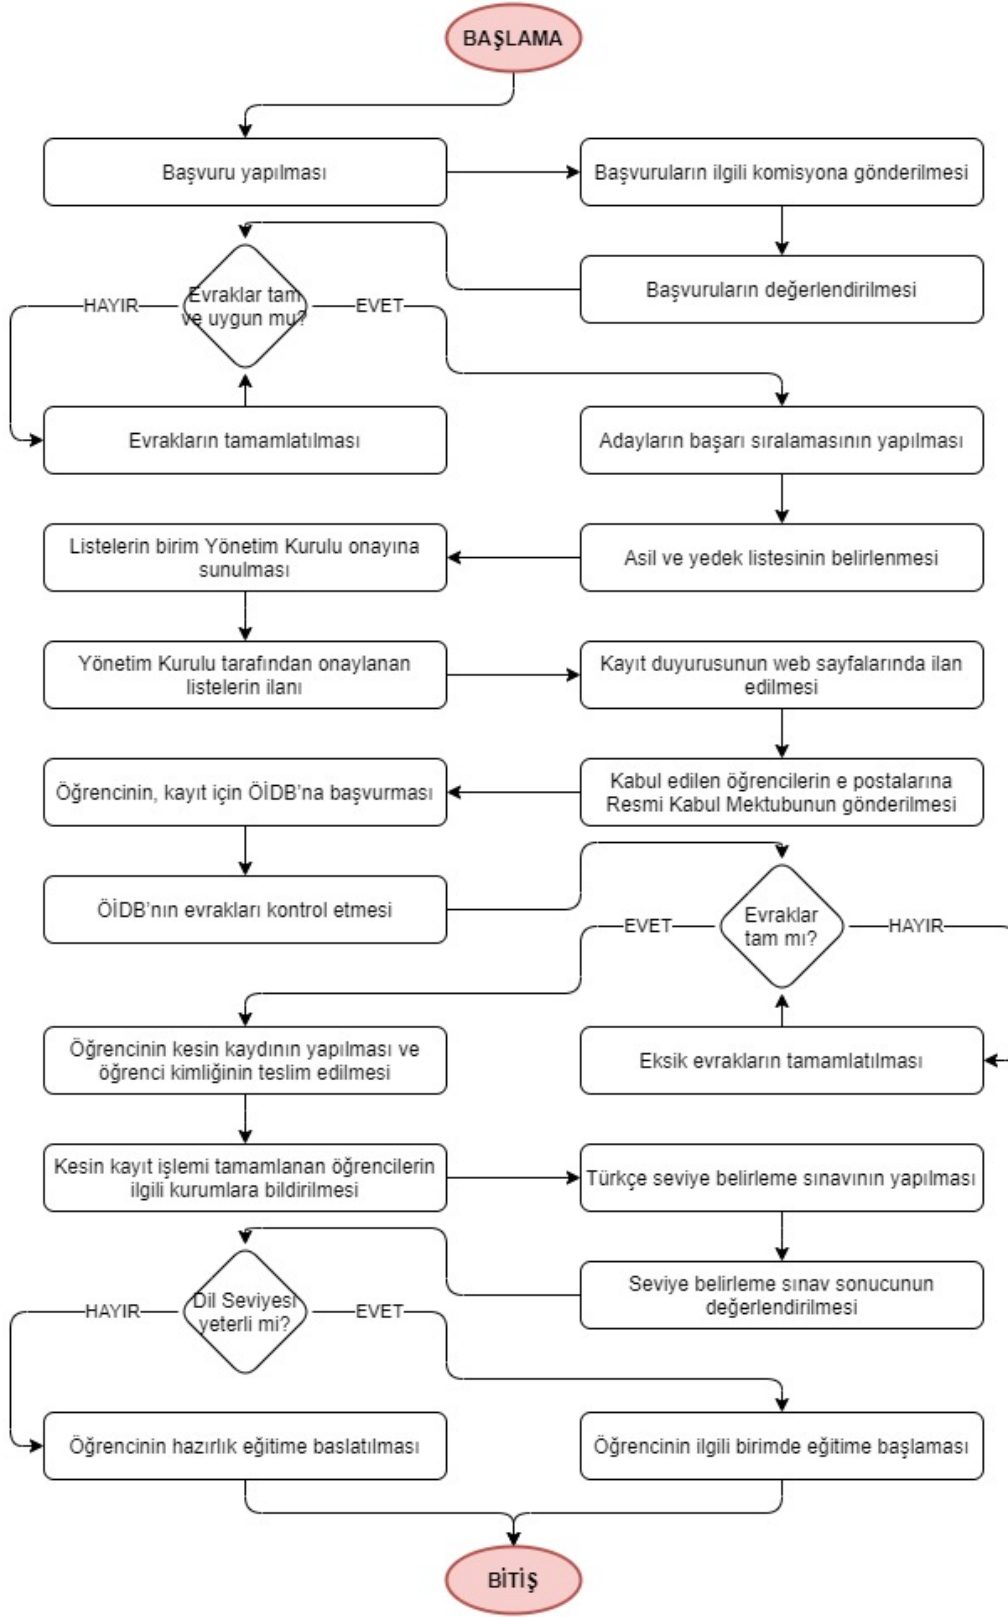 BAŞLAMA
Başvuru yapılması
Başvuruların ilgili komisyona gönderilmesi
Başvuruların değerlendirilmesi
Evraklar tam
ve uygun mu?
HAYIR
EVET
Evrakların tamamlatılması
Adayların başarı sıralamasının yapılması
Asil ve yedek listesinin belirlenmesi
Listelerin birim Yönetim Kurulu onayına
sunulması
Yönetim Kurulu tarafından onaylanan
listelerin ilanı
Kayıt duyurusunun web sayfalarında ilan
edilmesi
Kabul edilen öğrencilerin e postalarına
Resmi Kabul Mektubunun gönderilmesi
Öğrencinin, kayıt için ÖİDB'na başvurması
ÖİDB'nın evrakları kontrol etmesi
Evraklar
tam mı?
EVET
HAYIR
Eksik evrakların tamamlatılması
Öğrencinin kesin kaydının yapılması ve
öğrenci kimliğinin teslim edilmesi
Kesin kayıt işlemi tamamlanan öğrencilerin
ilgili kurumlara bildirilmesi
Türkçe seviye belirleme sınavının yapılması
Seviye belirleme sınav sonucunun
değerlendirilmesi
Dil Seviyesi
yeterli mi?
HAYIR
EVET
Öğrencinin hazırlık eğitime baslatılması
Öğrencinin ilgili birimde eğitime başlaması
BİTİŞ